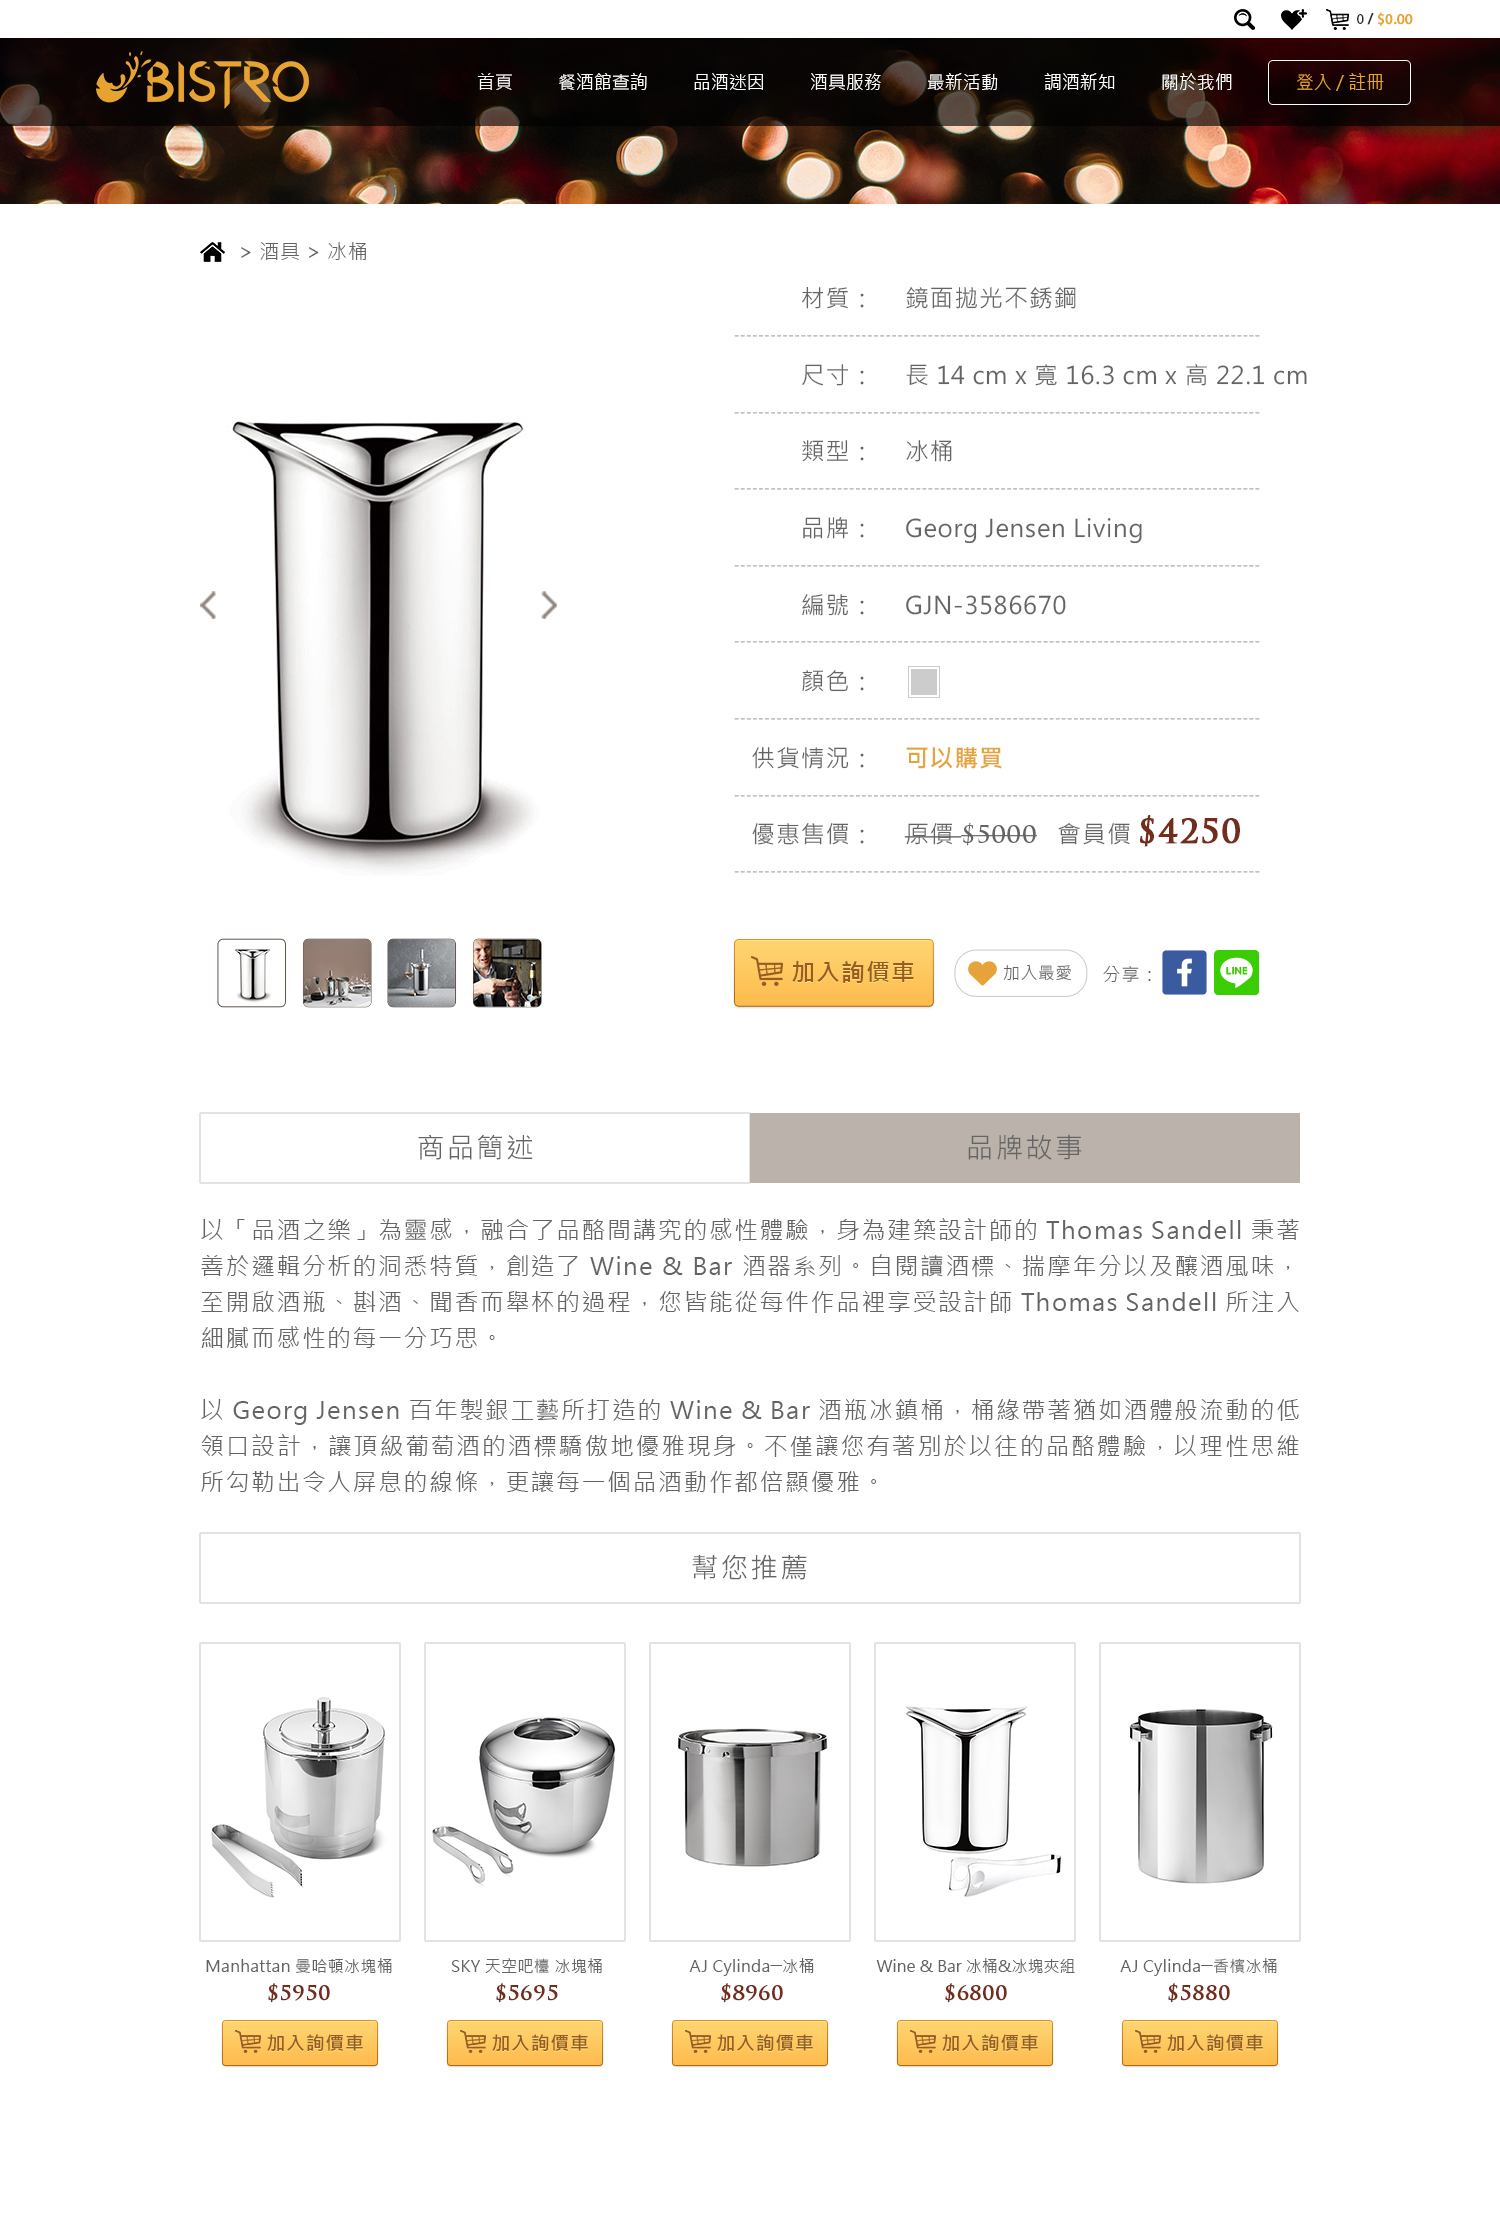 0 / $0.00
BISTRO
首頁 餐酒館查詢 品酒迷因 酒具服務 最新活動 調酒新知 關於我們 登入 / 註冊
> 酒具 > 冰桶
材質： 鏡面拋光不銹鋼
尺寸： 長 14 cm x 寬 16.3 cm x 高 22.1 cm
類型： 冰桶
品牌： Georg Jensen Living
編號： GJN-3586670
顏色：
供貨情況： 可以購買
優惠售價： 原價 $5000 會員價 $4250
加入詢價車 加入最愛 分享： f LINE
商品簡述 品牌故事
以「品酒之樂」為靈感，融合了品酪間講究的感性體驗，身為建築設計師的 Thomas Sandell 秉著
善於邏輯分析的洞悉特質，創造了 Wine & Bar 酒器系列。自閱讀酒標、揣摩年分以及釀酒風味，
至開啟酒瓶、斟酒、聞香而舉杯的過程，您皆能從每件作品裡享受設計師 Thomas Sandell 所注入
細膩而感性的每一分巧思。
以 Georg Jensen 百年製銀工藝所打造的 Wine & Bar 酒瓶冰鎮桶，桶緣帶著猶如酒體般流動的低
領口設計，讓頂級葡萄酒的酒標驕傲地優雅現身。不僅讓您有著別於以往的品酪體驗，以理性思維
所勾勒出令人屏息的線條，更讓每一個品酒動作都倍顯優雅。
幫您推薦
Manhattan 曼哈頓冰塊桶
$5950
加入詢價車
SKY 天空吧檯 冰塊桶
$5695
加入詢價車
AJ Cylinda—冰桶
$8960
加入詢價車
Wine & Bar 冰桶&冰塊夾組
$6800
加入詢價車
AJ Cylinda—香檳冰桶
$5880
加入詢價車